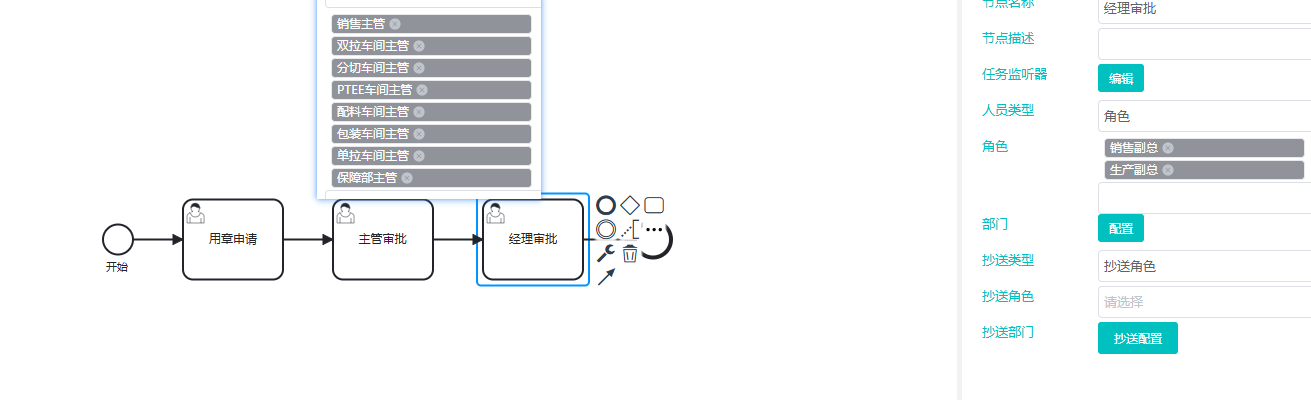 销售主管
双拉车间主管
分切车间主管
PTEE车间主管
配料车间主管
包装车间主管
单拉车间主管
保障部主管
开始
用章申请
主管审批
经理审批
节点名称
经理审批
节点描述
任务监听器
编辑
人员类型
角色
角色
销售副总
生产副总
部门
配置
抄送类型
抄送角色
抄送角色
请选择
抄送部门
抄送配置